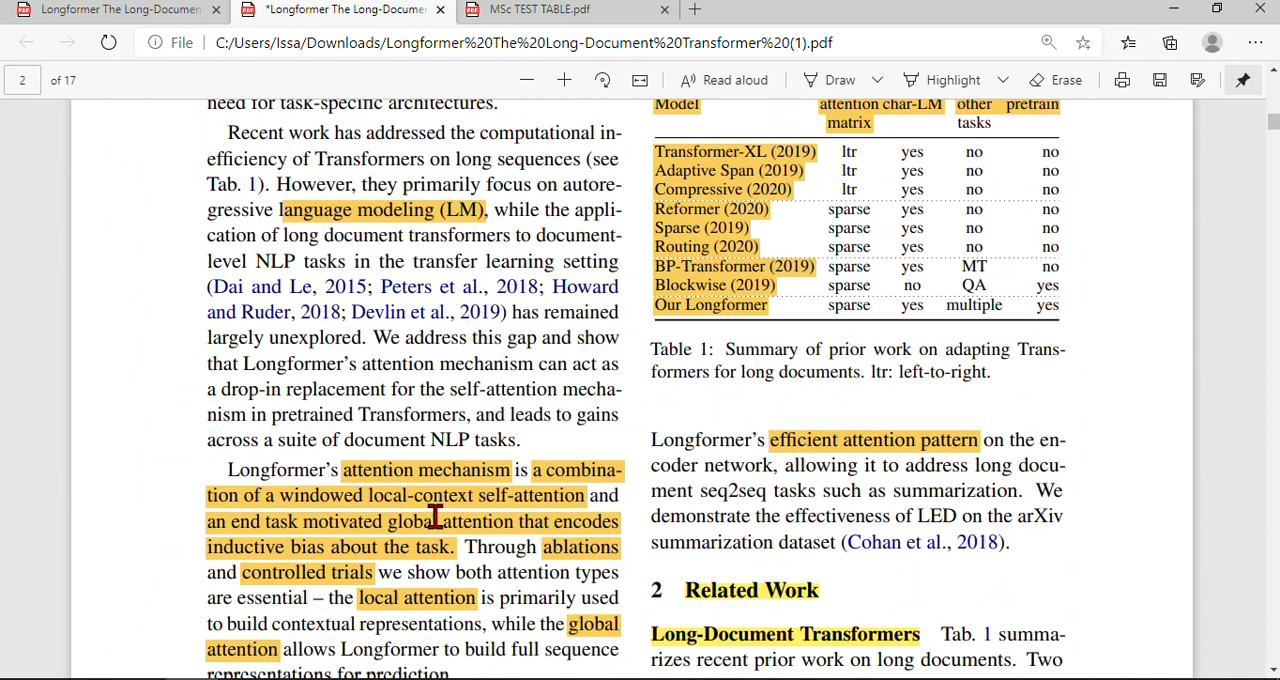 Longformer The Long-Documen
*Longformer The Long-Docume
MSc TEST TABLE.pdf
File
C:/Users/Issa/Downloads/Longformer%20The%20Long-Document%20Transformer%20(1).pdf
2 of 17
Read aloud
Draw
Highlight
Erase
need for task-specific architectures.
Recent work has addressed the computational in-
efficiency of Transformers on long sequences (see
Tab. 1). However, they primarily focus on autore-
gressive language modeling (LM), while the appli-
cation of long document transformers to document-
level NLP tasks in the transfer learning setting
(Dai and Le, 2015; Peters et al., 2018; Howard
and Ruder, 2018; Devlin et al., 2019) has remained
largely unexplored. We address this gap and show
that Longformer's attention mechanism can act as
a drop-in replacement for the self-attention mecha-
nism in pretrained Transformers, and leads to gains
across a suite of document NLP tasks.
Longformer's attention mechanism is a combina-
tion of a windowed local-context self-attention and
an end task motivated global attention that encodes
inductive bias about the task. Through ablations
and controlled trials we show both attention types
are essential – the local attention is primarily used
to build contextual representations, while the global
attention allows Longformer to build full sequence
representations for prediction.
Model attention char-LM other pretrain
matrix tasks
Transformer-XL (2019) ltr yes no no
Adaptive Span (2019) ltr yes no no
Compressive (2020) ltr yes no no
Reformer (2020) sparse yes no no
Sparse (2019) sparse yes no no
Routing (2020) sparse yes no no
BP-Transformer (2019) sparse yes MT no
Blockwise (2019) sparse no QA yes
Our Longformer sparse yes multiple yes
Table 1: Summary of prior work on adapting Trans-
formers for long documents. ltr: left-to-right.
Longformer's efficient attention pattern on the en-
coder network, allowing it to address long docu-
ment seq2seq tasks such as summarization. We
demonstrate the effectiveness of LED on the arXiv
summarization dataset (Cohan et al., 2018).
2 Related Work
Long-Document Transformers Tab. 1 summa-
rizes recent prior work on long documents. Two